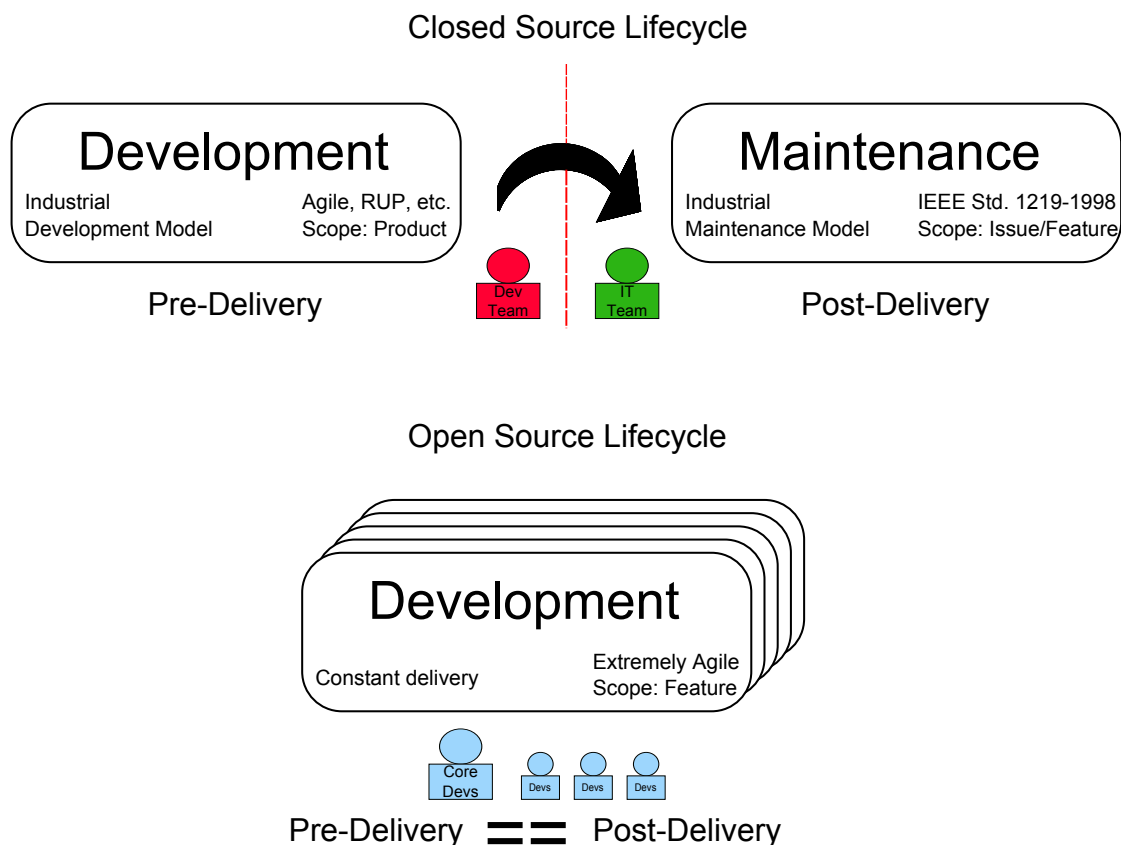 Closed Source Lifecycle
Development
Industrial
Development Model
Agile, RUP, etc.
Scope: Product
Maintenance
Industrial
Maintenance Model
IEEE Std. 1219-1998
Scope: Issue/Feature
Dev
Team
IT
Team
Pre-Delivery
Post-Delivery
Open Source Lifecycle
Development
Constant delivery
Extremely Agile
Scope: Feature
Core
Devs
Devs
Devs
Devs
Pre-Delivery == Post-Delivery